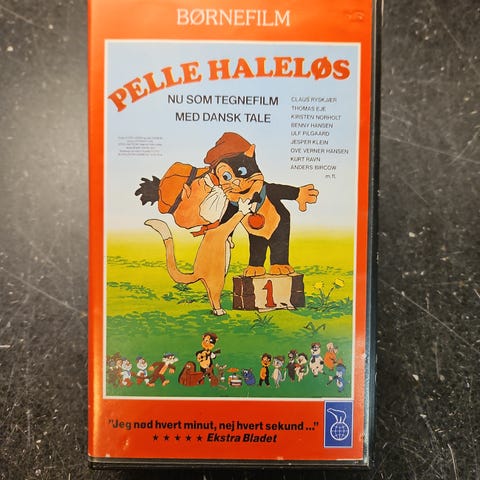 BØRNEFILM
PELLE HALELØS
NU SOM TEGNEFILM
MED DANSK TALE
CLAUS RYSKJÆR
THOMAS EJE
KIRSTEN NORHOLT
BENNY HANSEN
ULF PILGAARD
JESPER KLEIN
OVE VERNER HANSEN
KURT RAVN
ANDERS BIRCOW
m. fl.
1.
"Jeg nød hvert minut, nej hvert sekund ..."
★★★★★ Ekstra Bladet